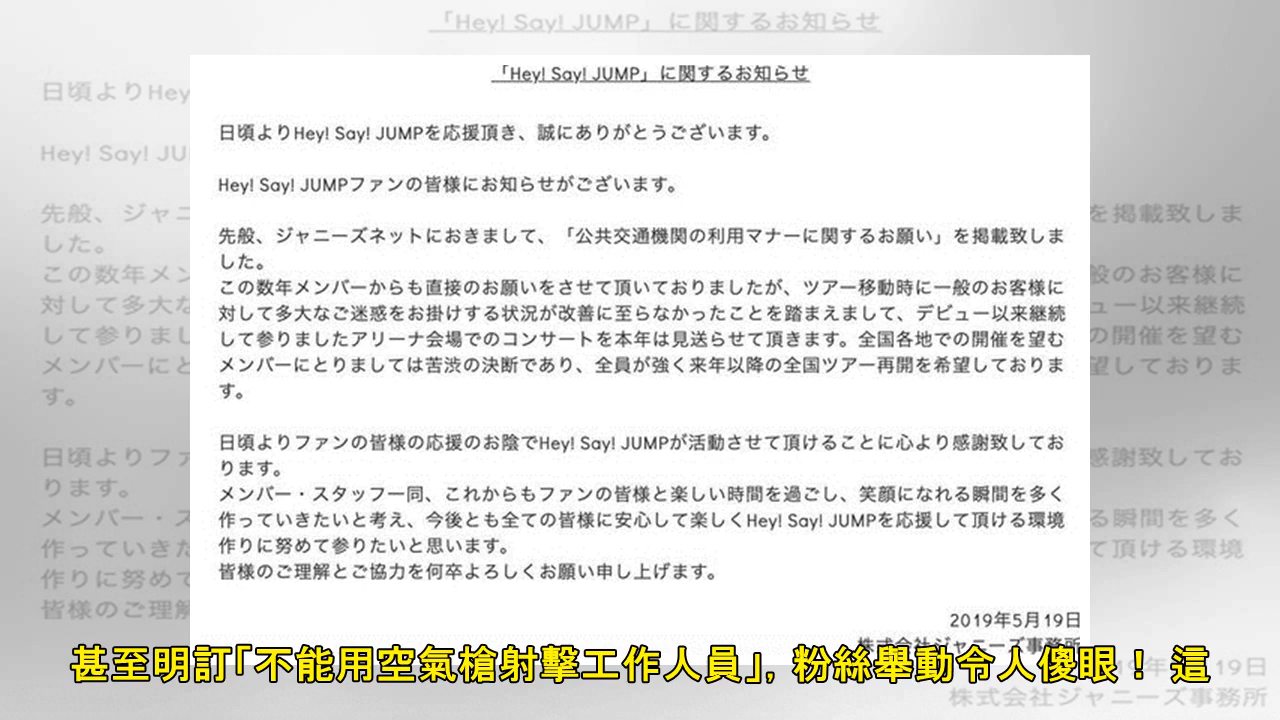 「Hey! Say! JUMP」に関するお知らせ
日頃よりHey! Say! JUMPを応援頂き、誠にありがとうございます。
Hey! Say! JUMPファンの皆様にお知らせがございます。
先般、ジャニーズネットにおきまして、「公共交通機関の利用マナーに関するお願い」を掲載致しま
した。
この数年メンバーからも直接のお願いをさせて頂いておりましたが、ツアー移動時に一般のお客様に
対して多大なご迷惑をお掛けする状況が改善に至らなかったことを踏まえまして、デビュー以来継続
して参りましたアリーナ会場でのコンサートを本年は見送らせて頂きます。全国各地での開催を望む
メンバーにとりましては苦渋の決断であり、全員が強く来年以降の全国ツアー再開を希望しておりま
す。
日頃よりファンの皆様の応援のお陰でHey! Say! JUMPが活動させて頂けることに心より感謝致してお
ります。
メンバー・スタッフ一同、これからもファンの皆様と楽しい時間を過ごし、笑顔になれる瞬間を多く
作っていきたいと考え、今後とも全ての皆様に安心して楽しくHey! Say! JUMPを応援して頂ける環境
作りに努めて参りたいと思います。
皆様のご理解とご協力を何卒よろしくお願い申し上げます。
2019年5月19日
株式会社ジャニーズ事務所
甚至明訂「不能用空氣槍射擊工作人員」, 粉絲舉動令人傻眼！ 這